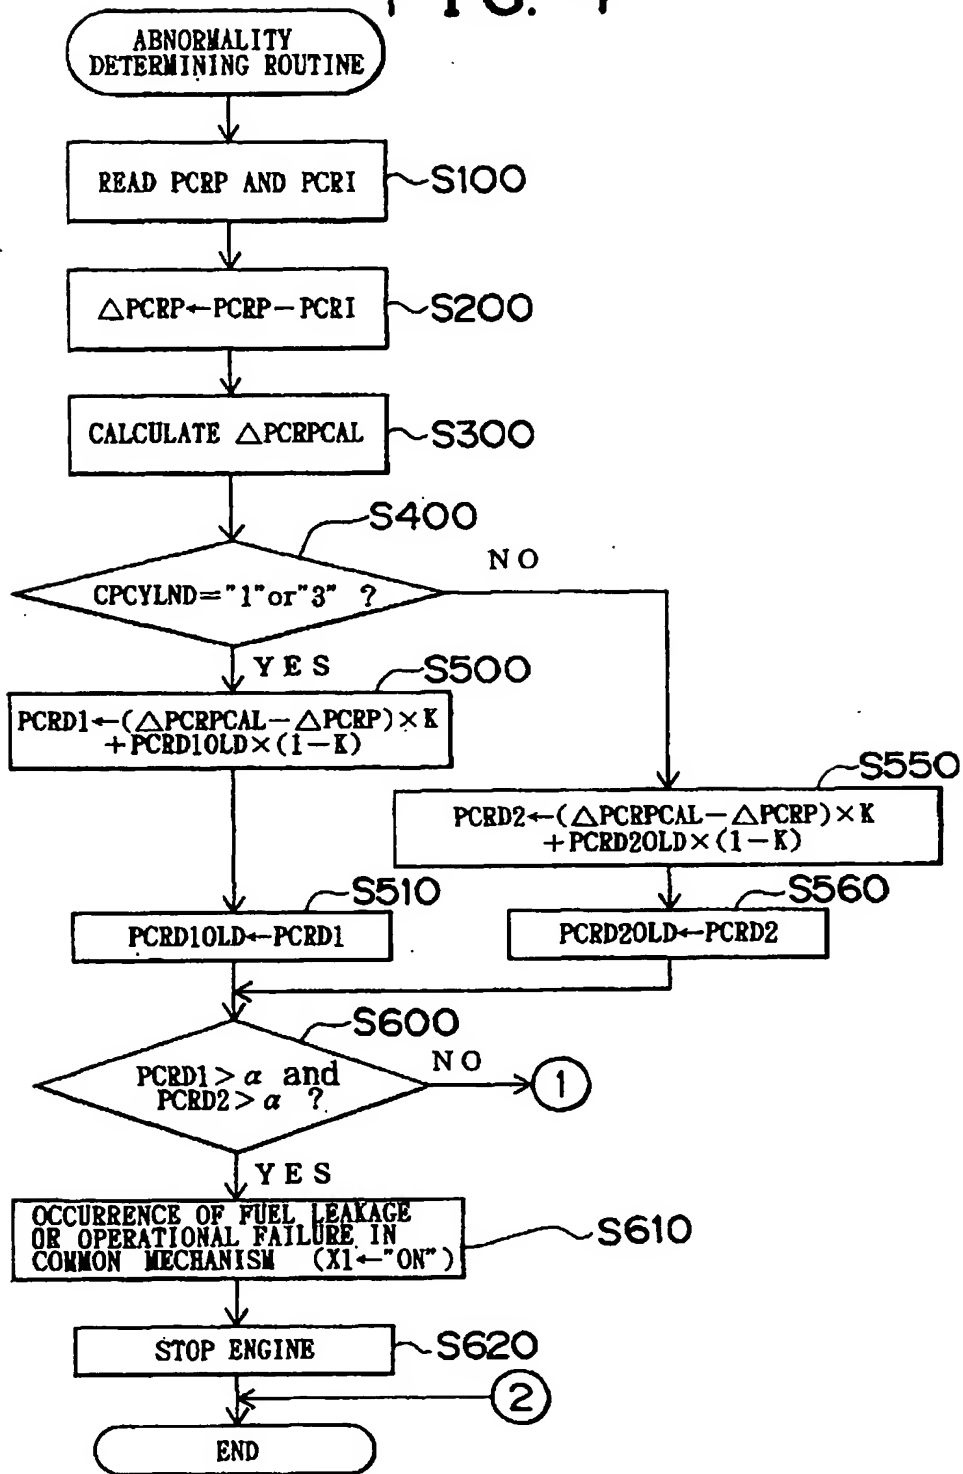 FIG. 7
ABNORMALITY
DETERMINING ROUTINE
READ PCRP AND PCRI
S100
△PCRP←PCRP−PCRI
S200
CALCULATE △PCRPCAL
S300
S400
CPCYLND="1"or"3" ?
NO
YES
S500
PCRD1←(△PCRPCAL−△PCRP)×K
+PCRD1OLD×(1−K)
S550
PCRD2←(△PCRPCAL−△PCRP)×K
+PCRD2OLD×(1−K)
S510
PCRD1OLD←PCRD1
S560
PCRD2OLD←PCRD2
S600
PCRD1>α and
PCRD2>α ?
NO
1
YES
OCCURRENCE OF FUEL LEAKAGE
OR OPERATIONAL FAILURE IN
COMMON MECHANISM (X1←"ON")
S610
STOP ENGINE
S620
2
END